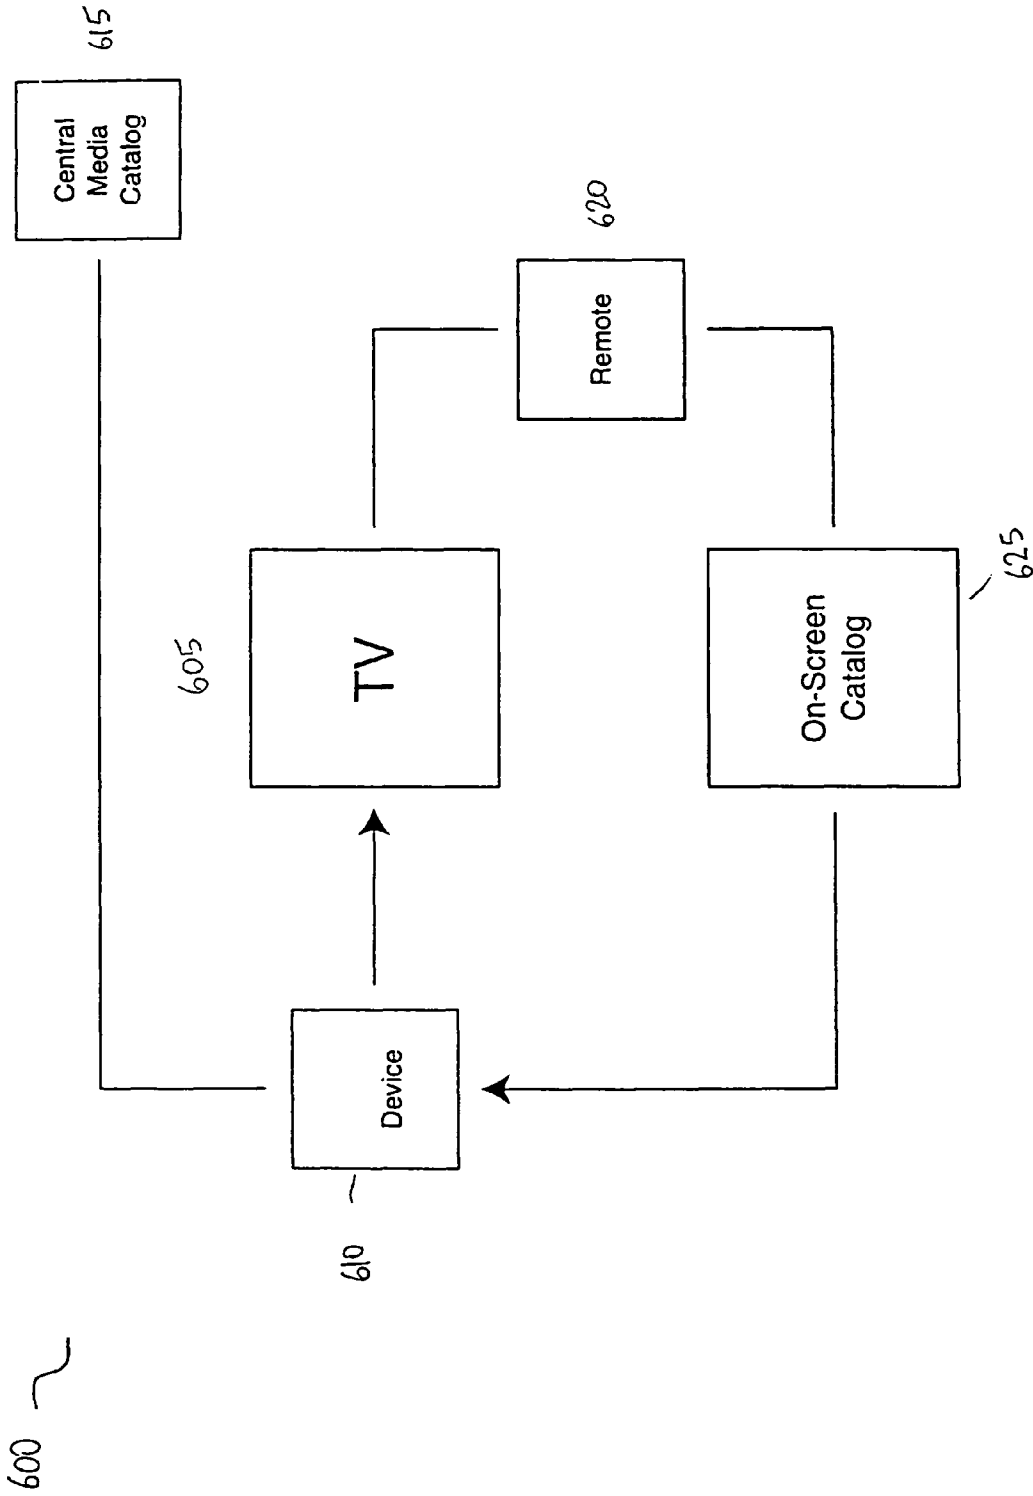 600
610
Device
605
TV
On-Screen
Catalog
625
Remote
620
Central
Media
Catalog
615